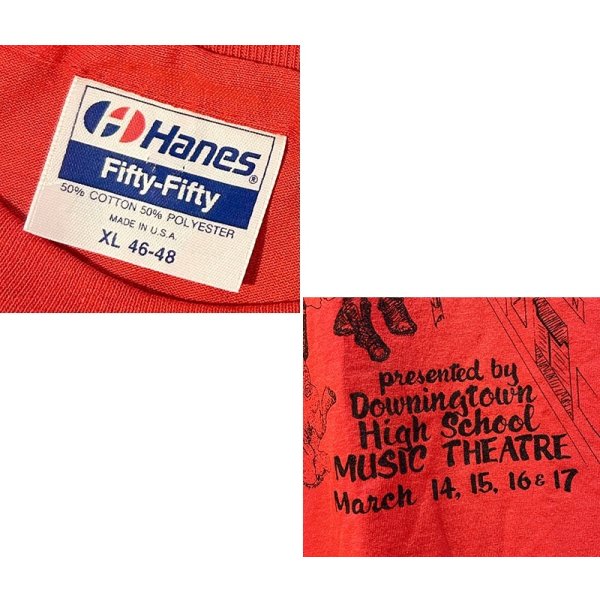 Hanes®
Fifty-Fifty
50% COTTON 50% POLYESTER
MADE IN U.S.A.
XL 46-48
presented by
Downingtown
High School
MUSIC THEATRE
March 14, 15, 16 & 17